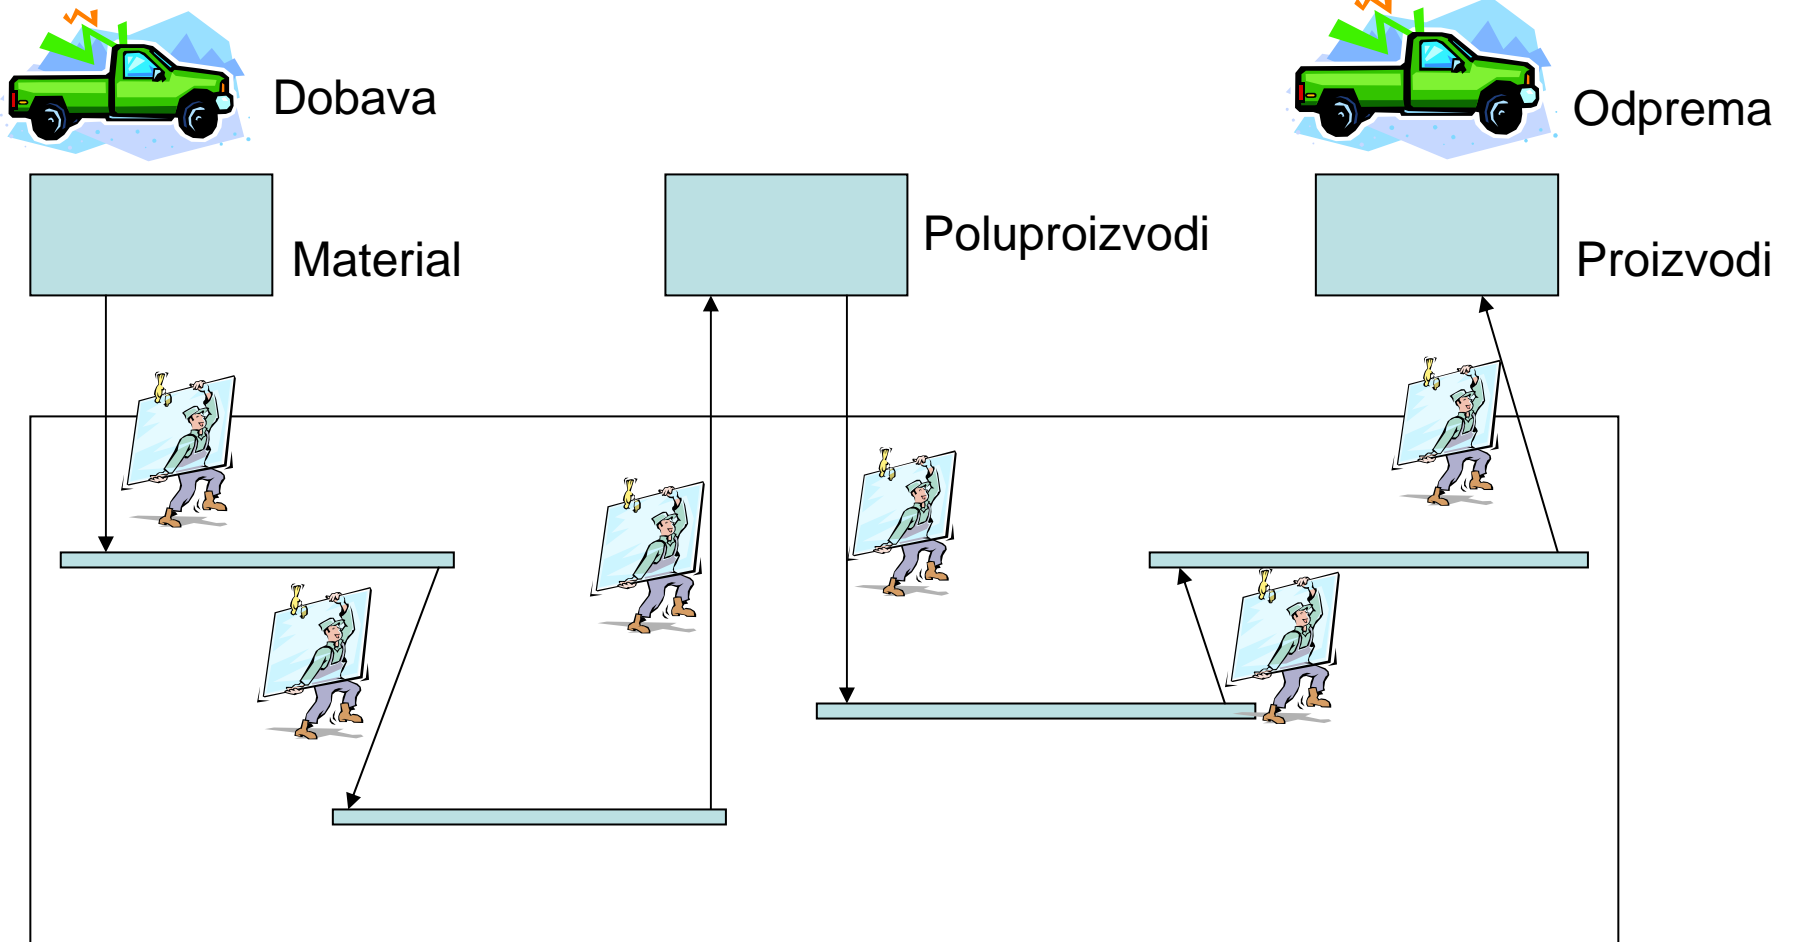 Dobava
Odprema
Material
Poluproizvodi
Proizvodi